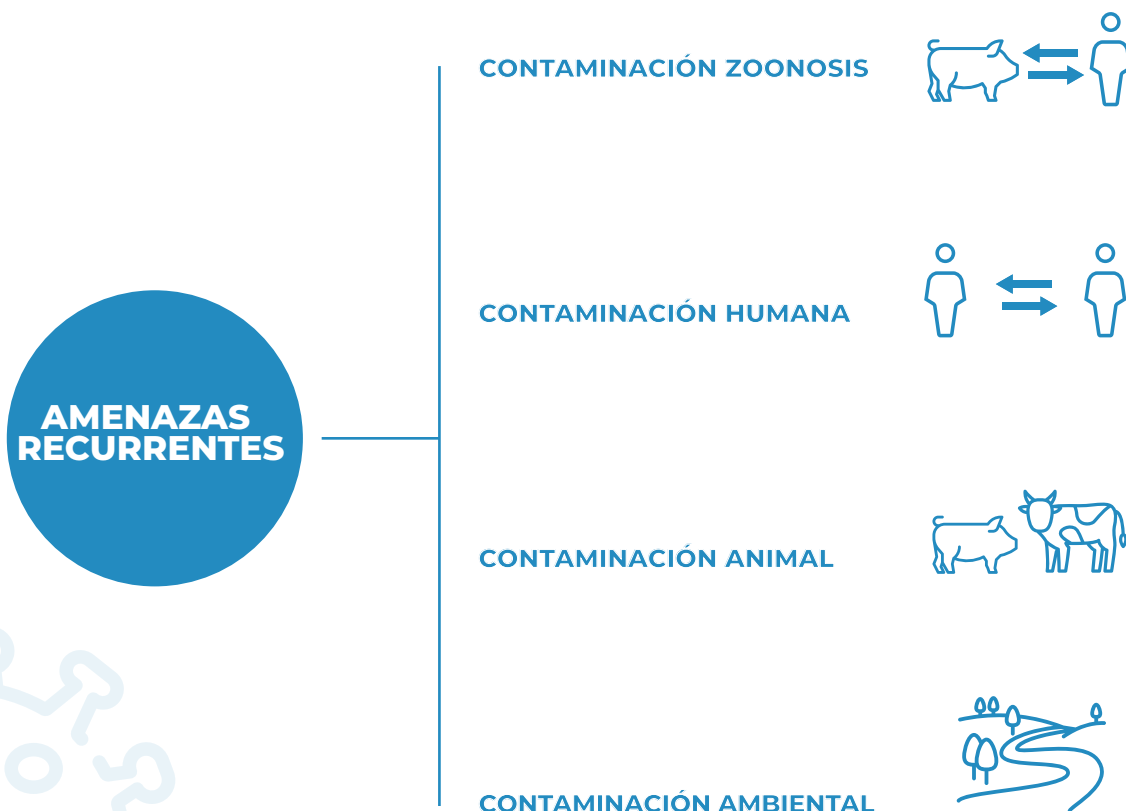 CONTAMINACIÓN ZOONOSIS
CONTAMINACIÓN HUMANA
AMENAZAS
RECURRENTES
CONTAMINACIÓN ANIMAL
CONTAMINACIÓN AMBIENTAL